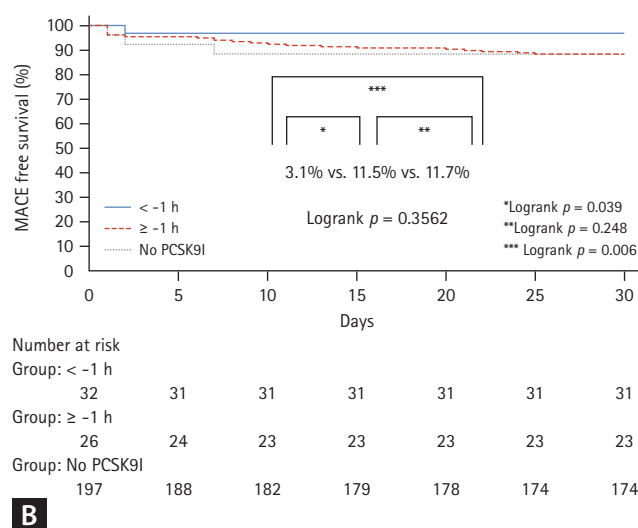 MACE free survival (%)
100
90
80
70
60
50
40
30
20
10
0
***
*
**
3.1% vs. 11.5% vs. 11.7%
Logrank p = 0.3562
< -1 h
≥ -1 h
No PCSK9I
*Logrank p = 0.039
**Logrank p = 0.248
*** Logrank p = 0.006
0 5 10 15 20 25 30
Days
Number at risk
Group: < -1 h
32 31 31 31 31 31 31
Group: ≥ -1 h
26 24 23 23 23 23 23
Group: No PCSK9I
197 188 182 179 178 174 174
B